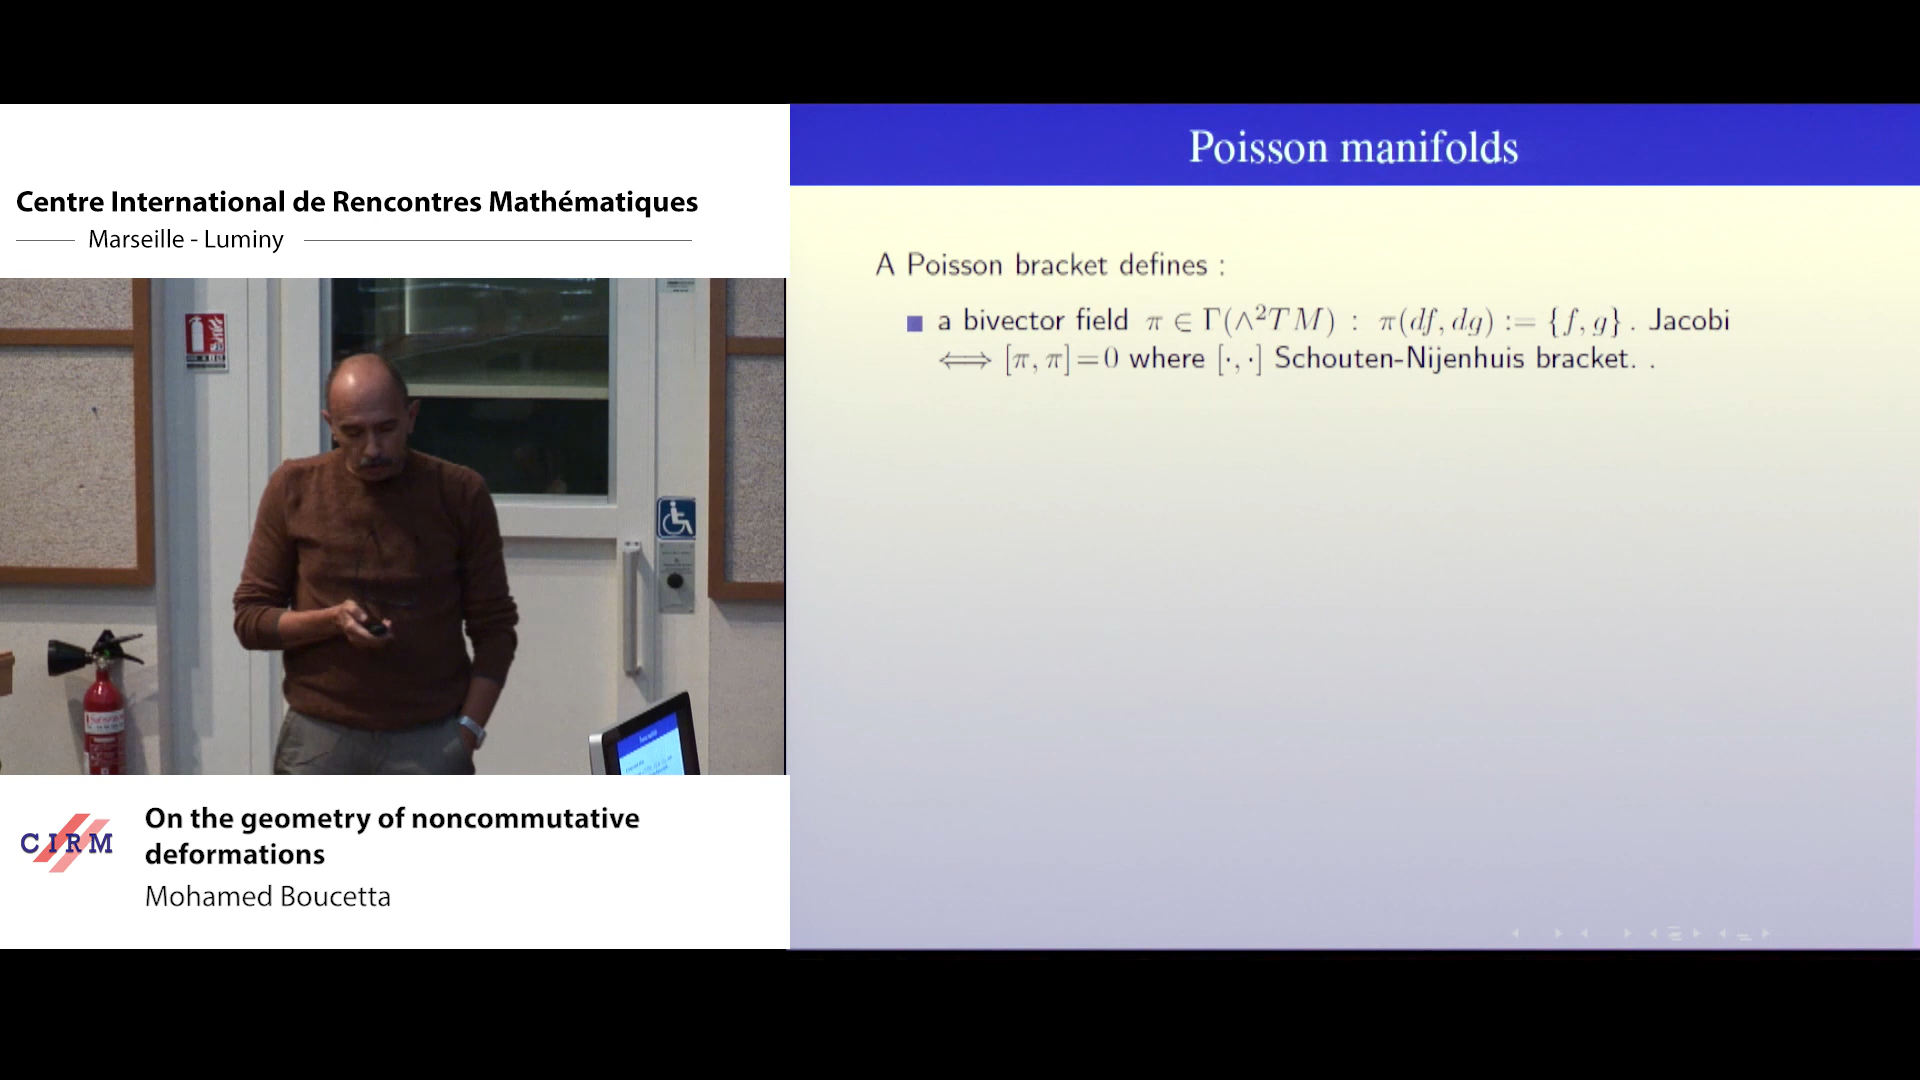 Centre International de Rencontres Mathématiques
Marseille - Luminy
Poisson manifolds
A Poisson bracket defines :
a bivector field π ∈ Γ(∧²TM) : π(df, dg) := {f, g} . Jacobi
⟺ [π, π] = 0 where [·, ·] Schouten-Nijenhuis bracket. .
CIRM
On the geometry of noncommutative
deformations
Mohamed Boucetta